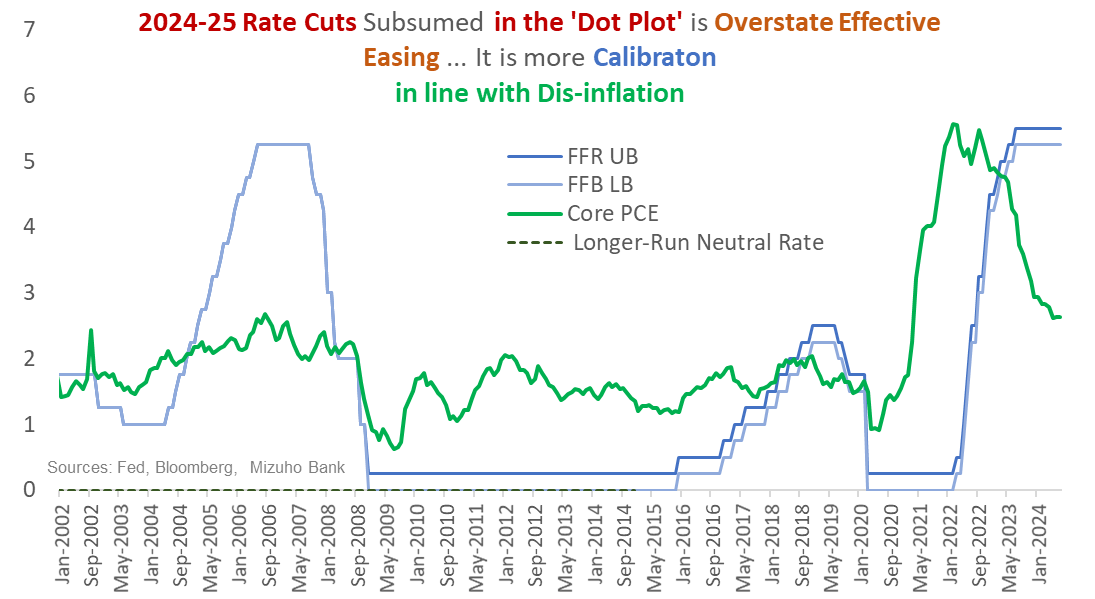 2024-25 Rate Cuts Subsumed in the 'Dot Plot' is Overstate Effective
Easing ... It is more Calibraton
in line with Dis-inflation
7
6
5
4
3
2
1
0
FFR UB
FFB LB
Core PCE
Longer-Run Neutral Rate
Sources: Fed, Bloomberg, Mizuho Bank
Jan-2002
Sep-2002
May-2003
Jan-2004
Sep-2004
May-2005
Jan-2006
Sep-2006
May-2007
Jan-2008
Sep-2008
May-2009
Jan-2010
Sep-2010
May-2011
Jan-2012
Sep-2012
May-2013
Jan-2014
Sep-2014
May-2015
Jan-2016
Sep-2016
May-2017
Jan-2018
Sep-2018
May-2019
Jan-2020
Sep-2020
May-2021
Jan-2022
Sep-2022
May-2023
Jan-2024